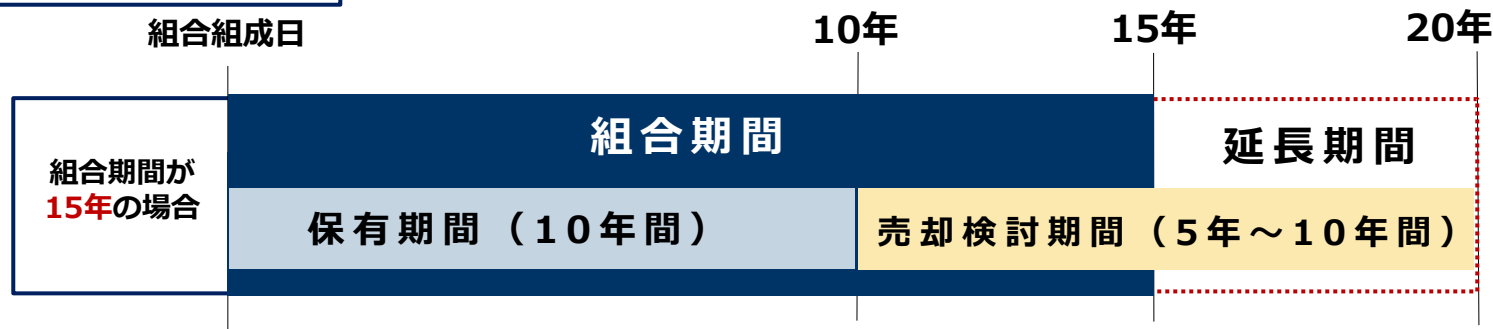 組合組成日
10年
15年
20年
組合期間が
15年の場合
組合期間
延長期間
保有期間（10年間）
売却検討期間（5年～10年間）